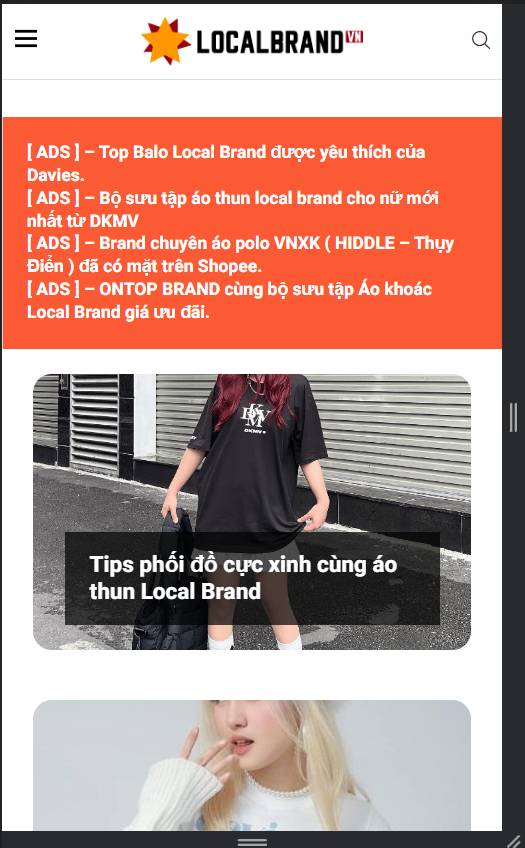 LOCALBRAND VN
[ ADS ] – Top Balo Local Brand được yêu thích của
Davies.
[ ADS ] – Bộ sưu tập áo thun local brand cho nữ mới
nhất từ DKMV
[ ADS ] – Brand chuyên áo polo VNXK ( HIDDLE – Thụy
Điển ) đã có mặt trên Shopee.
[ ADS ] – ONTOP BRAND cùng bộ sưu tập Áo khoác
Local Brand giá ưu đãi.
DKMV
Tips phối đồ cực xinh cùng áo
thun Local Brand